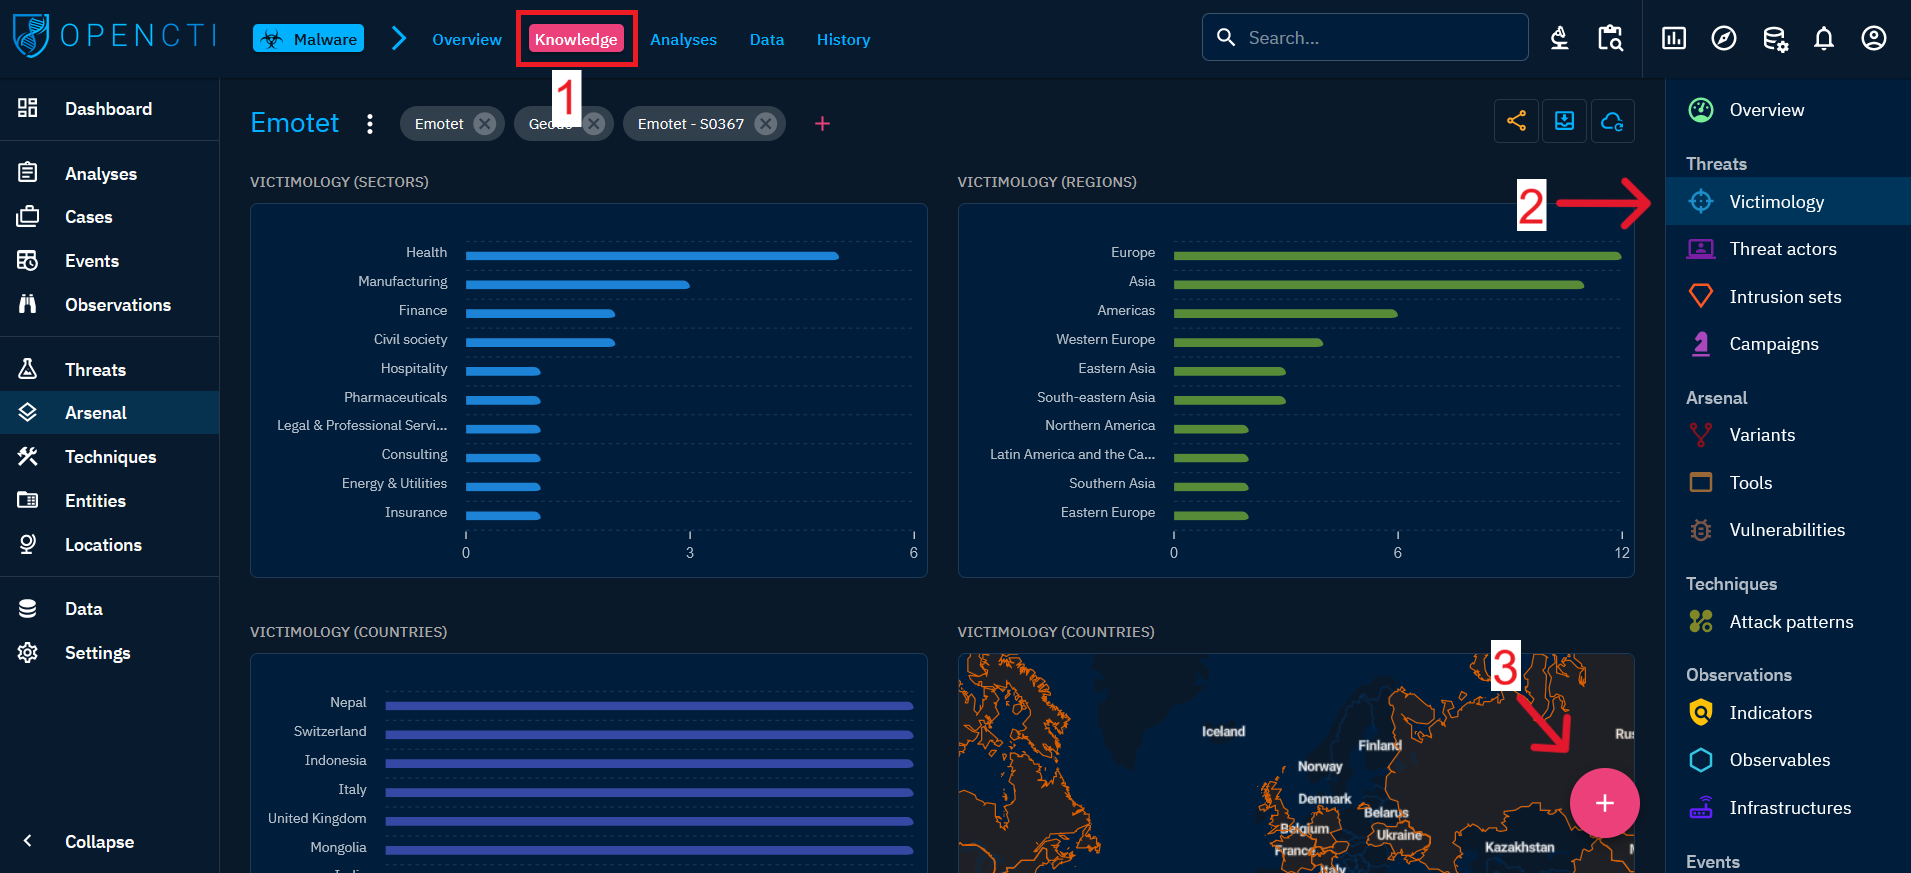 OPENCTI
Malware
Overview
Knowledge
Analyses
Data
History
Search...
1
Dashboard
Analyses
Cases
Events
Observations
Threats
Arsenal
Techniques
Entities
Locations
Data
Settings
Collapse
Emotet
Emotet
Emotet - S0367
VICTIMOLOGY (SECTORS)
Health
Manufacturing
Finance
Civil society
Hospitality
Pharmaceuticals
Legal & Professional Servi...
Consulting
Energy & Utilities
Insurance
0 3 6
VICTIMOLOGY (REGIONS)
Europe
Asia
Americas
Western Europe
Eastern Asia
South-eastern Asia
Northern America
Latin America and the Ca...
Southern Asia
Eastern Europe
0 6 12
VICTIMOLOGY (COUNTRIES)
Nepal
Switzerland
Indonesia
Italy
United Kingdom
Mongolia
VICTIMOLOGY (COUNTRIES)
3
Iceland
Finland
Norway
Denmark
Belarus
Belgium
Ukraine
France
Kazakhstan
Italy
Overview
Threats
2
Victimology
Threat actors
Intrusion sets
Campaigns
Arsenal
Variants
Tools
Vulnerabilities
Techniques
Attack patterns
Observations
Indicators
Observables
Infrastructures
Events